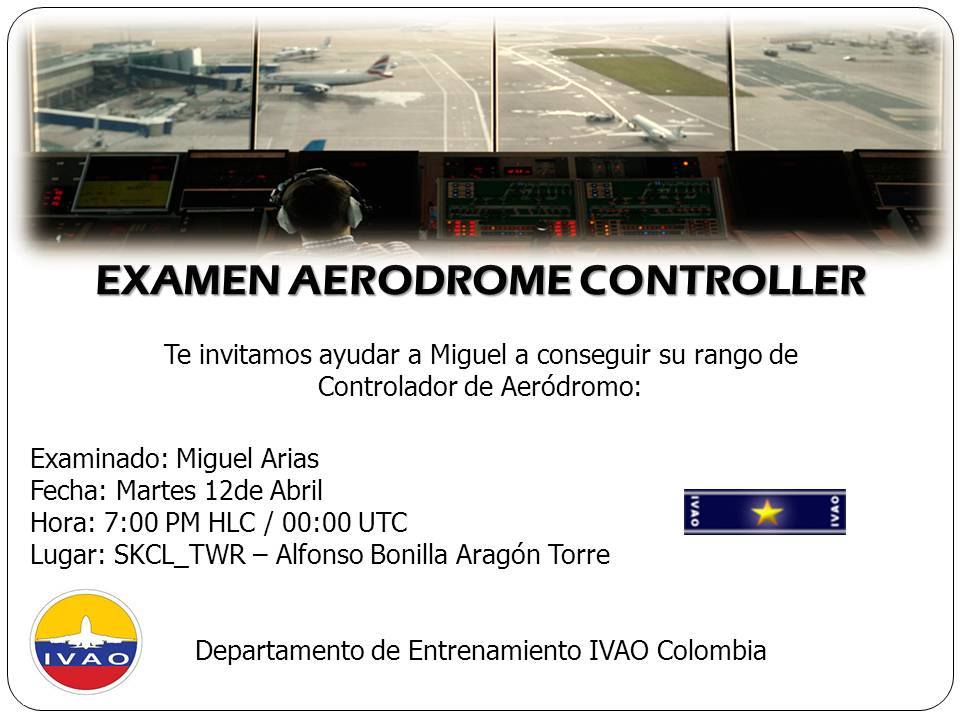 EXAMEN AERODROME CONTROLLER
Te invitamos ayudar a Miguel a conseguir su rango de
Controlador de Aeródromo:
Examinado: Miguel Arias
Fecha: Martes 12de Abril
Hora: 7:00 PM HLC / 00:00 UTC
Lugar: SKCL_TWR – Alfonso Bonilla Aragón Torre
IVAO
IVAO
IVAO
Departamento de Entrenamiento IVAO Colombia